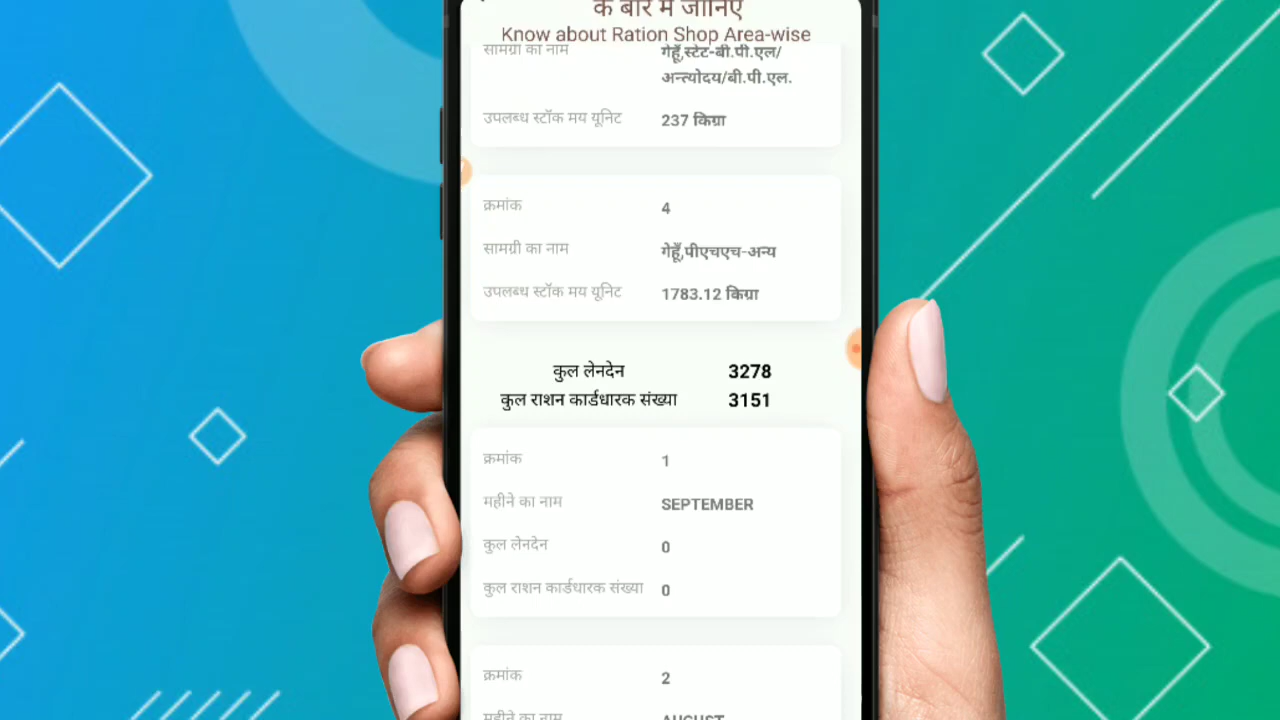 के बारे में जानिए
Know about Ration Shop Area-wise
सामग्री का नाम गेहूँ,स्टेट-बी.पी.एल/
अन्त्योदय/बी.पी.एल.
उपलब्ध स्टॉक मय यूनिट 237 किग्रा
क्रमांक 4
सामग्री का नाम गेहूँ,पीएचएच-अन्य
उपलब्ध स्टॉक मय यूनिट 1783.12 किग्रा
कुल लेनदेन 3278
कुल राशन कार्डधारक संख्या 3151
क्रमांक 1
महीने का नाम SEPTEMBER
कुल लेनदेन 0
कुल राशन कार्डधारक संख्या 0
क्रमांक 2
महीने का नाम AUGUST